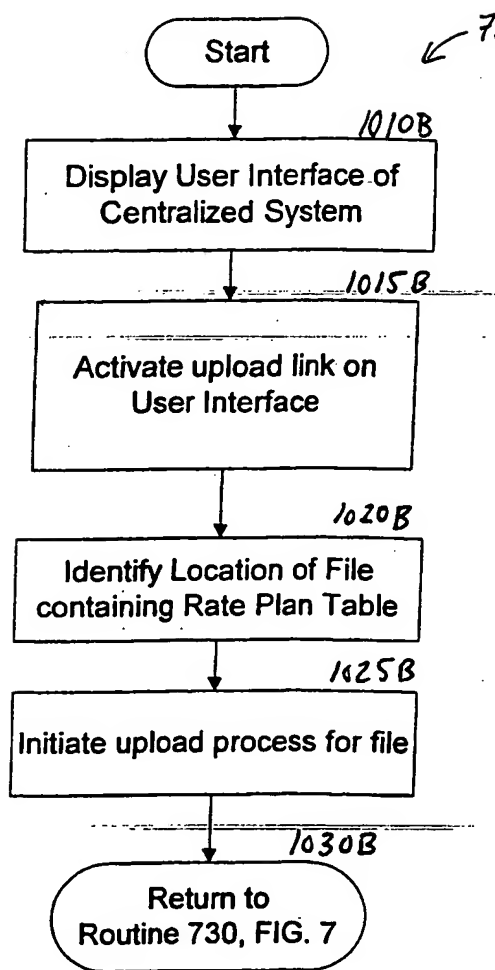 Start
1010B
Display User Interface of
Centralized System
1015B
Activate upload link on
User Interface
1020B
Identify Location of File
containing Rate Plan Table
1025B
Initiate upload process for file
1030B
Return to
Routine 730, FIG. 7